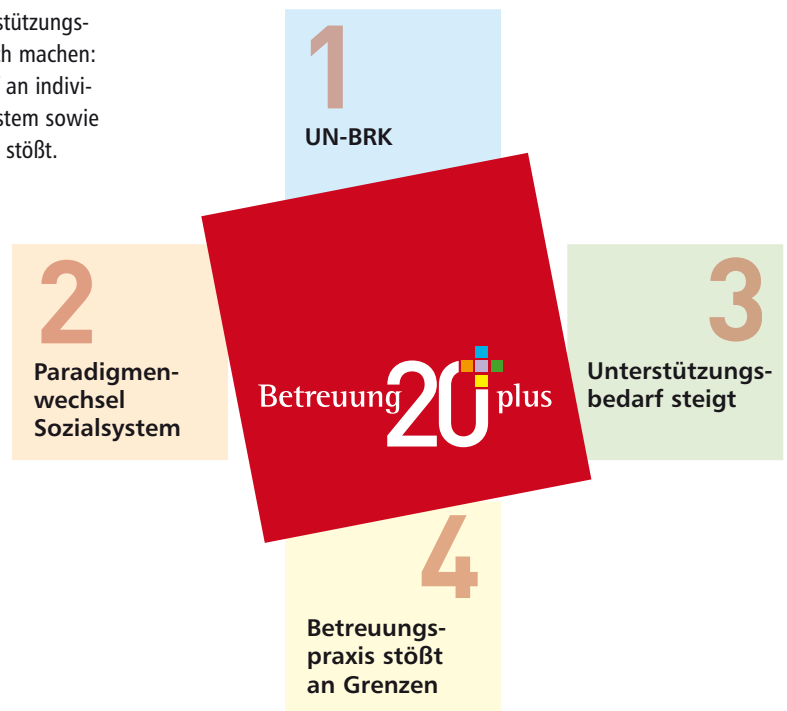 stützungs-
ch machen:
an indivi-
stem sowie
stößt.
1
UN-BRK
2
Paradigmen-
wechsel
Sozialsystem
Betreuung 20 plus
3
Unterstützungs-
bedarf steigt
4
Betreuungs-
praxis stößt
an Grenzen